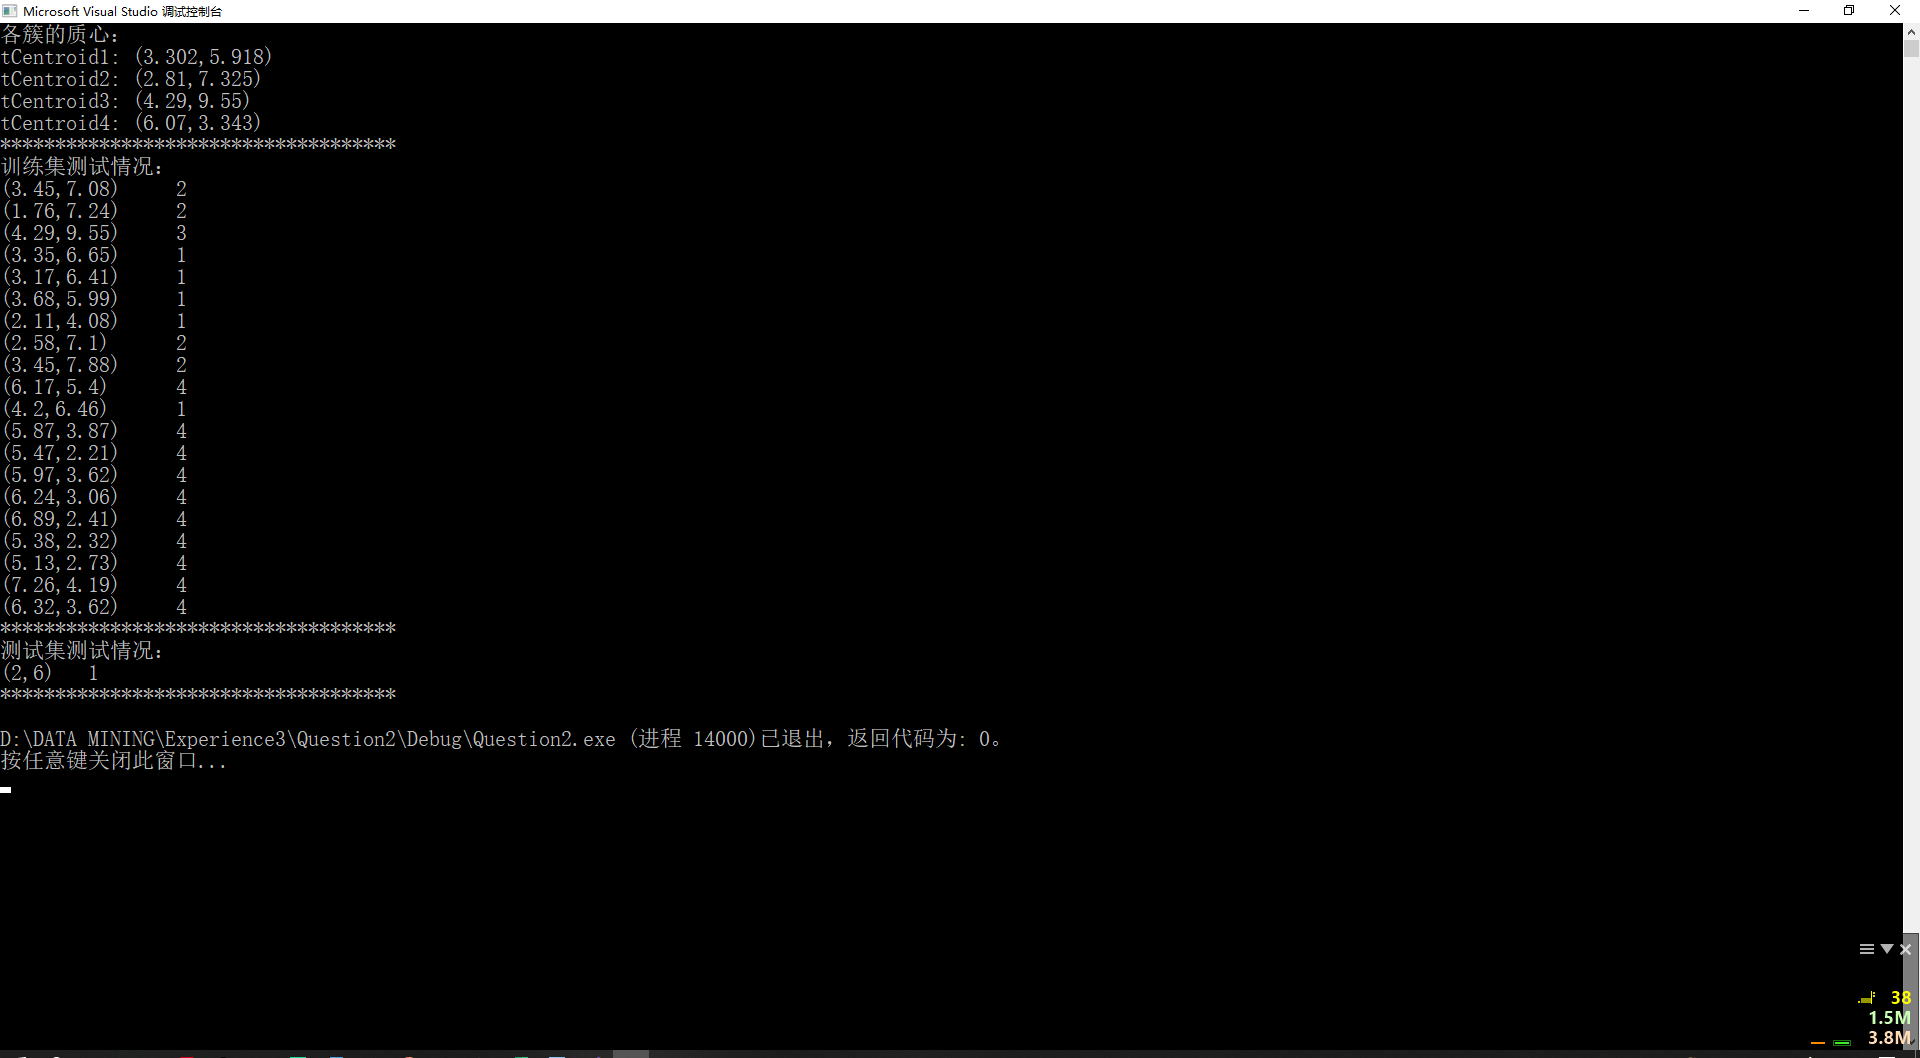 Microsoft Visual Studio 调试控制台
各簇的质心：
tCentroid1: (3.302,5.918)
tCentroid2: (2.81,7.325)
tCentroid3: (4.29,9.55)
tCentroid4: (6.07,3.343)
************************************
训练集测试情况：
(3.45,7.08) 2
(1.76,7.24) 2
(4.29,9.55) 3
(3.35,6.65) 1
(3.17,6.41) 1
(3.68,5.99) 1
(2.11,4.08) 1
(2.58,7.1) 2
(3.45,7.88) 2
(6.17,5.4) 4
(4.2,6.46) 1
(5.87,3.87) 4
(5.47,2.21) 4
(5.97,3.62) 4
(6.24,3.06) 4
(6.89,2.41) 4
(5.38,2.32) 4
(5.13,2.73) 4
(7.26,4.19) 4
(6.32,3.62) 4
************************************
测试集测试情况：
(2,6) 1
************************************
D:\DATA MINING\Experience3\Question2\Debug\Question2.exe (进程 14000)已退出，返回代码为: 0。
按任意键关闭此窗口...
38
1.5M
3.8M